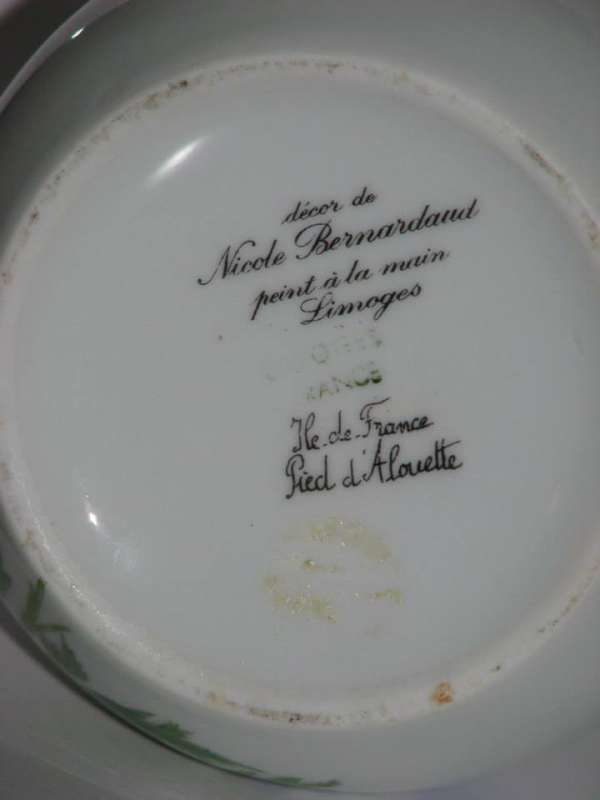 décor de
Nicole Bernardaud
peint à la main
Limoges
Ile-de-France
Pied d'Alouette